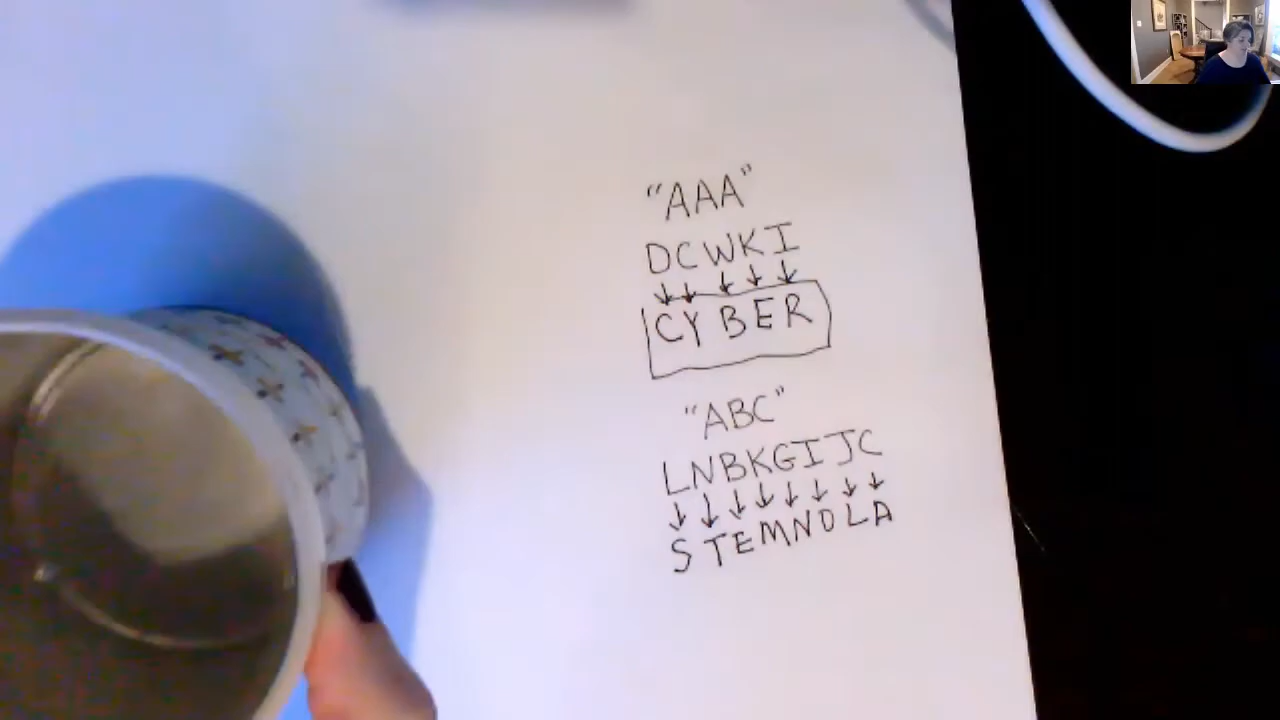 "AAA"
DCWKI
CYBER
"ABC"
LNBKGIJC
STEMNOLA